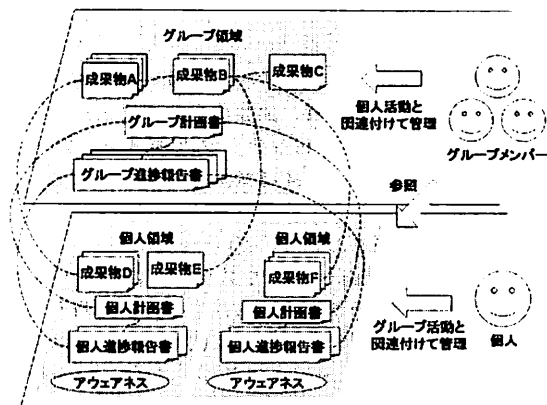 グループ領域
成果物A
成果物B
成果物C
グループ計画書
グループ進捗報告書
個人活動と
関連付けて管理
グループメンバー
参照
個人領域
成果物D
成果物E
個人計画書
個人進捗報告書
アウェアネス
個人領域
成果物F
個人計画書
個人進捗報告書
アウェアネス
グループ活動と
関連付けて管理
個人